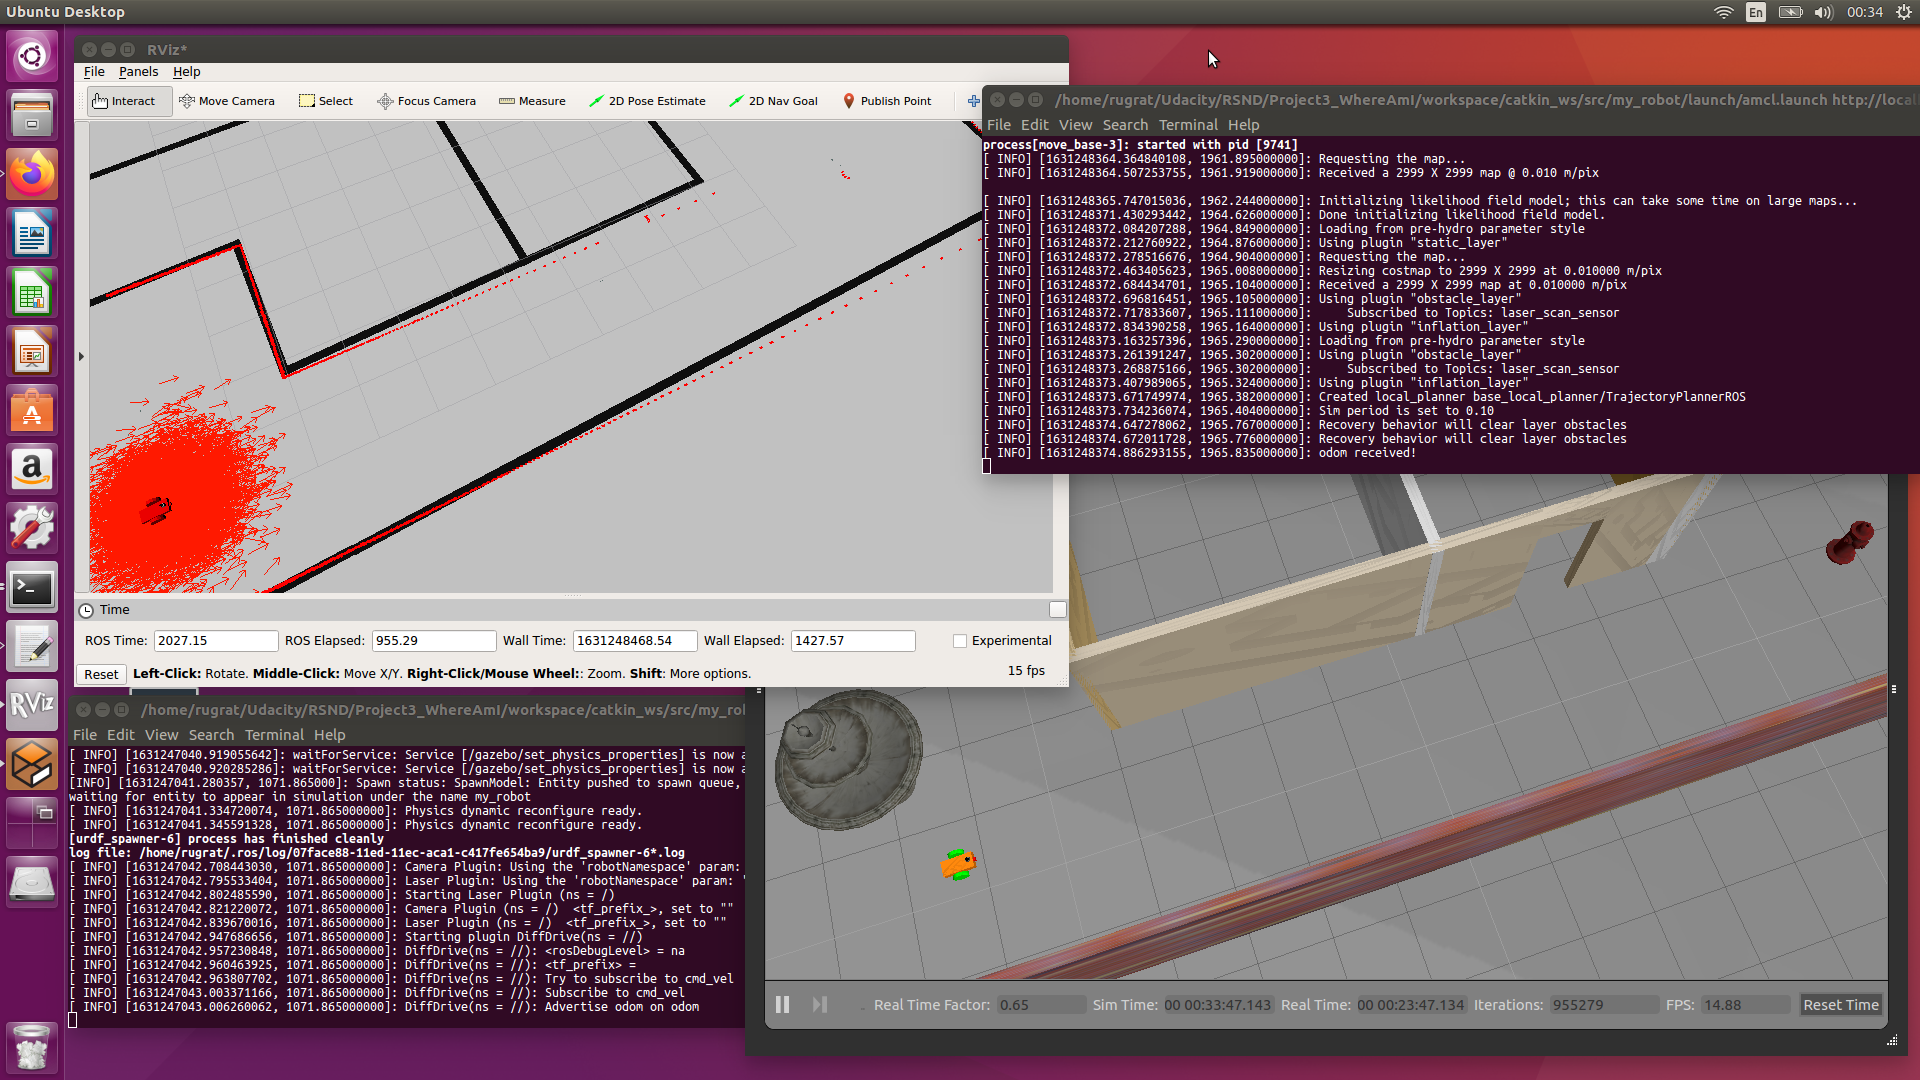 Ubuntu Desktop
En
00:34
RViz*
File Panels Help
Interact Move Camera Select Focus Camera Measure 2D Pose Estimate 2D Nav Goal Publish Point
Time
ROS Time: 2027.15 ROS Elapsed: 955.29 Wall Time: 1631248468.54 Wall Elapsed: 1427.57 Experimental
Reset Left-Click: Rotate. Middle-Click: Move X/Y. Right-Click/Mouse Wheel:: Zoom. Shift: More options. 15 fps
/home/rugrat/Udacity/RSND/Project3_WhereAmI/workspace/catkin_ws/src/my_robot/launch/amcl.launch http://local
File Edit View Search Terminal Help
process[move_base-3]: started with pid [9741]
[ INFO] [1631248364.364840108, 1961.895000000]: Requesting the map...
[ INFO] [1631248364.507253755, 1961.919000000]: Received a 2999 X 2999 map @ 0.010 m/pix
[ INFO] [1631248365.747015036, 1962.244000000]: Initializing likelihood field model; this can take some time on large maps...
[ INFO] [1631248371.430293442, 1964.626000000]: Done initializing likelihood field model.
[ INFO] [1631248372.084207288, 1964.849000000]: Loading from pre-hydro parameter style
[ INFO] [1631248372.212760922, 1964.876000000]: Using plugin "static_layer"
[ INFO] [1631248372.278516676, 1964.904000000]: Requesting the map...
[ INFO] [1631248372.463405623, 1965.008000000]: Resizing costmap to 2999 X 2999 at 0.010000 m/pix
[ INFO] [1631248372.684434701, 1965.104000000]: Received a 2999 X 2999 map at 0.010000 m/pix
[ INFO] [1631248372.696816451, 1965.105000000]: Using plugin "obstacle_layer"
[ INFO] [1631248372.717833607, 1965.111000000]: Subscribed to Topics: laser_scan_sensor
[ INFO] [1631248372.834390258, 1965.164000000]: Using plugin "inflation_layer"
[ INFO] [1631248373.163257396, 1965.290000000]: Loading from pre-hydro parameter style
[ INFO] [1631248373.261391247, 1965.302000000]: Using plugin "obstacle_layer"
[ INFO] [1631248373.268875166, 1965.302000000]: Subscribed to Topics: laser_scan_sensor
[ INFO] [1631248373.407989065, 1965.324000000]: Using plugin "inflation_layer"
[ INFO] [1631248373.671749974, 1965.382000000]: Created local_planner base_local_planner/TrajectoryPlannerROS
[ INFO] [1631248373.734236074, 1965.404000000]: Sim period is set to 0.10
[ INFO] [1631248374.647278062, 1965.767000000]: Recovery behavior will clear layer obstacles
[ INFO] [1631248374.672011728, 1965.776000000]: Recovery behavior will clear layer obstacles
[ INFO] [1631248374.886293155, 1965.835000000]: odom received!
RViz
/home/rugrat/Udacity/RSND/Project3_WhereAmI/workspace/catkin_ws/src/my_rob
File Edit View Search Terminal Help
[ INFO] [1631247040.919055642]: waitForService: Service [/gazebo/set_physics_properties] is now a
[ INFO] [1631247040.920285286]: waitForService: Service [/gazebo/set_physics_properties] is now a
[INFO] [1631247041.280357, 1071.865000]: Spawn status: SpawnModel: Entity pushed to spawn queue,
waiting for entity to appear in simulation under the name my_robot
[ INFO] [1631247041.334720074, 1071.865000000]: Physics dynamic reconfigure ready.
[ INFO] [1631247041.345591328, 1071.865000000]: Physics dynamic reconfigure ready.
[urdf_spawner-6] process has finished cleanly
log file: /home/rugrat/.ros/log/07face88-11ed-11ec-aca1-c417fe654ba9/urdf_spawner-6*.log
[ INFO] [1631247042.708443030, 1071.865000000]: Camera Plugin: Using the 'robotNamespace' param:
[ INFO] [1631247042.795533404, 1071.865000000]: Laser Plugin: Using the 'robotNamespace' param: '
[ INFO] [1631247042.802485590, 1071.865000000]: Starting Laser Plugin (ns = /)
[ INFO] [1631247042.821220072, 1071.865000000]: Camera Plugin (ns = /) <tf_prefix_>, set to ""
[ INFO] [1631247042.839670016, 1071.865000000]: Laser Plugin (ns = /) <tf_prefix_>, set to ""
[ INFO] [1631247042.947686656, 1071.865000000]: Starting plugin DiffDrive(ns = //)
[ INFO] [1631247042.957230848, 1071.865000000]: DiffDrive(ns = //): <rosDebugLevel> = na
[ INFO] [1631247042.960463925, 1071.865000000]: DiffDrive(ns = //): <tf_prefix> =
[ INFO] [1631247042.963807702, 1071.865000000]: DiffDrive(ns = //): Try to subscribe to cmd_vel
[ INFO] [1631247043.003371166, 1071.865000000]: DiffDrive(ns = //): Subscribe to cmd_vel
[ INFO] [1631247043.006260062, 1071.865000000]: DiffDrive(ns = //): Advertise odom on odom
Real Time Factor: 0.65 Sim Time: 00 00:33:47.143 Real Time: 00 00:23:47.134 Iterations: 955279 FPS: 14.88 Reset Time